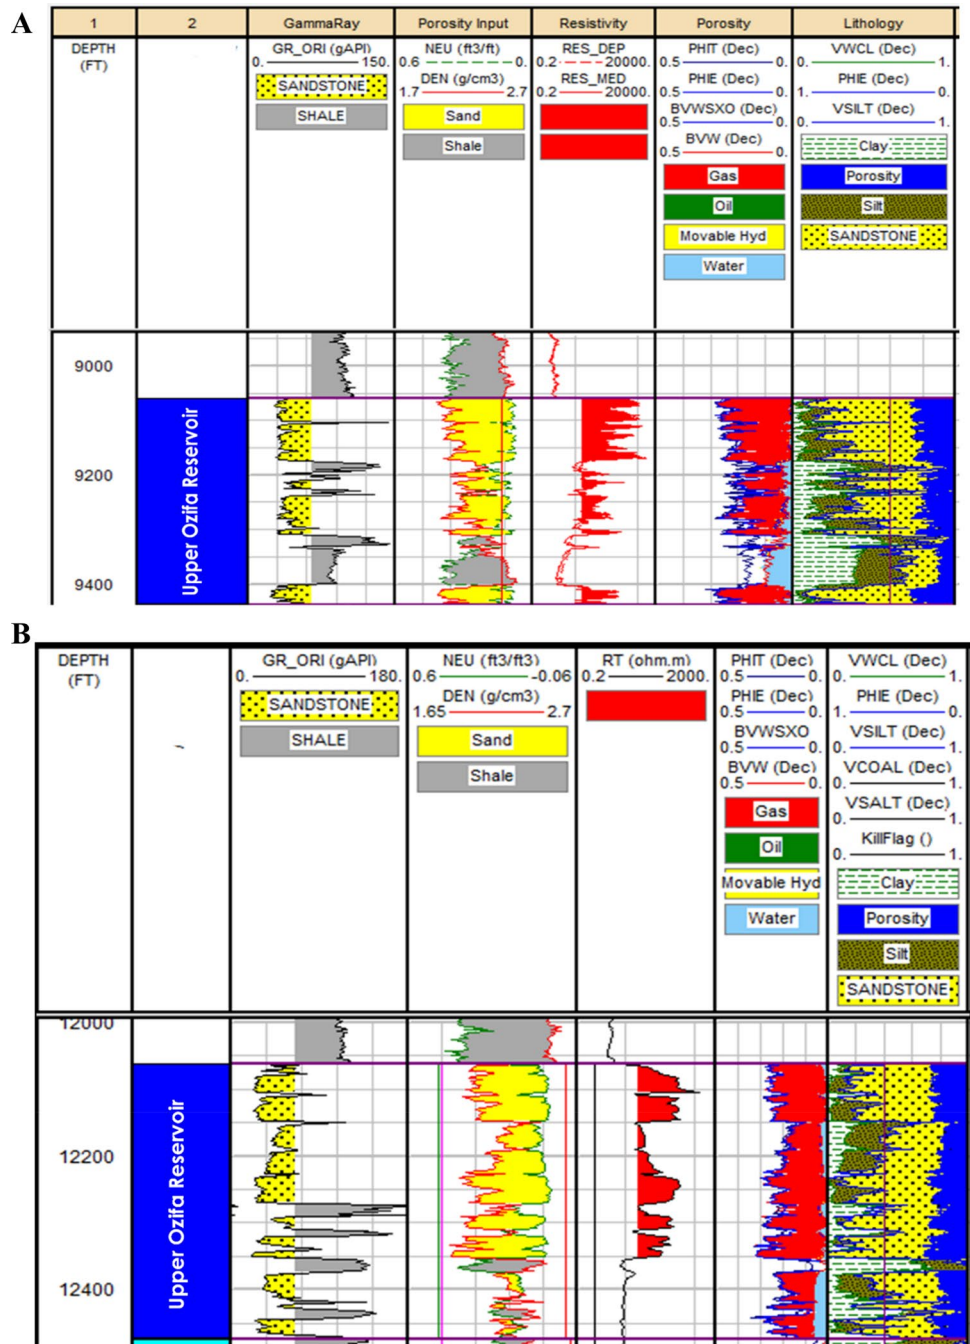 A
1 2 GammaRay Porosity Input Resistivity Porosity Lithology
DEPTH (FT)
GR_ORI (gAPI)
0. 150.
SANDSTONE
SHALE
NEU (ft3/ft)
0.6 0.
DEN (g/cm3)
1.7 2.7
Sand
Shale
RES_DEP
0.2 20000.
RES_MED
0.2 20000.
PHIT (Dec)
0.5 0.
PHIE (Dec)
0.5 0.
BVWSXO (Dec)
0.5 0.
BVW (Dec)
0.5 0.
Gas
Oil
Movable Hyd
Water
VWCL (Dec)
0. 1.
PHIE (Dec)
1. 0.
VSILT (Dec)
0. 1.
Clay
Porosity
Silt
SANDSTONE
9000
9200
9400
Upper Ozifa Reservoir
B
DEPTH
(FT)
GR_ORI (gAPI)
0. 180.
SANDSTONE
SHALE
NEU (ft3/ft3)
0.6 -0.06
DEN (g/cm3)
1.65 2.7
Sand
Shale
RT (ohm.m)
0.2 2000.
PHIT (Dec)
0.5 0.
PHIE (Dec)
0.5 0.
BVWSXO
0.5 0.
BVW (Dec)
0.5 0.
Gas
Oil
Movable Hyd
Water
VWCL (Dec)
0. 1.
PHIE (Dec)
1. 0.
VSILT (Dec)
0. 1.
VCOAL (Dec)
0. 1.
VSALT (Dec)
0. 1.
KillFlag ()
0. 1.
Clay
Porosity
Silt
SANDSTONE
12000
12200
12400
Upper Ozifa Reservoir